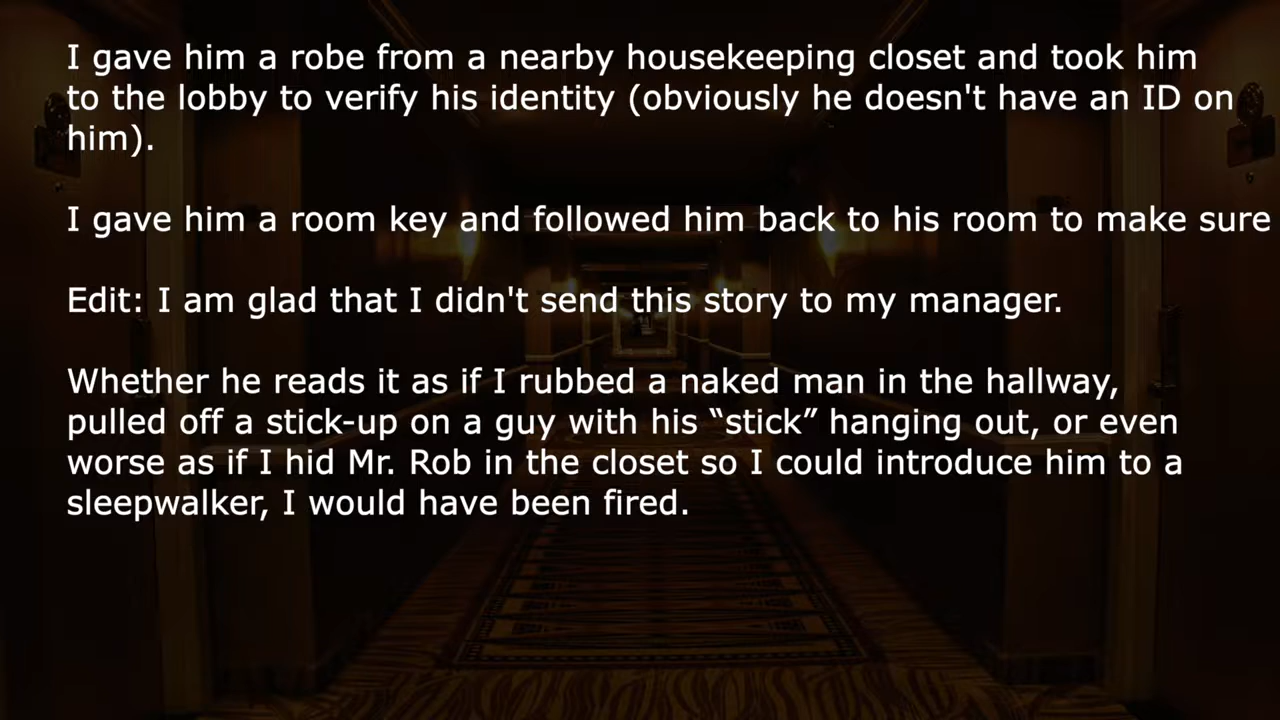 I gave him a robe from a nearby housekeeping closet and took him
to the lobby to verify his identity (obviously he doesn't have an ID on
him).
I gave him a room key and followed him back to his room to make sure
Edit: I am glad that I didn't send this story to my manager.
Whether he reads it as if I rubbed a naked man in the hallway,
pulled off a stick-up on a guy with his “stick” hanging out, or even
worse as if I hid Mr. Rob in the closet so I could introduce him to a
sleepwalker, I would have been fired.